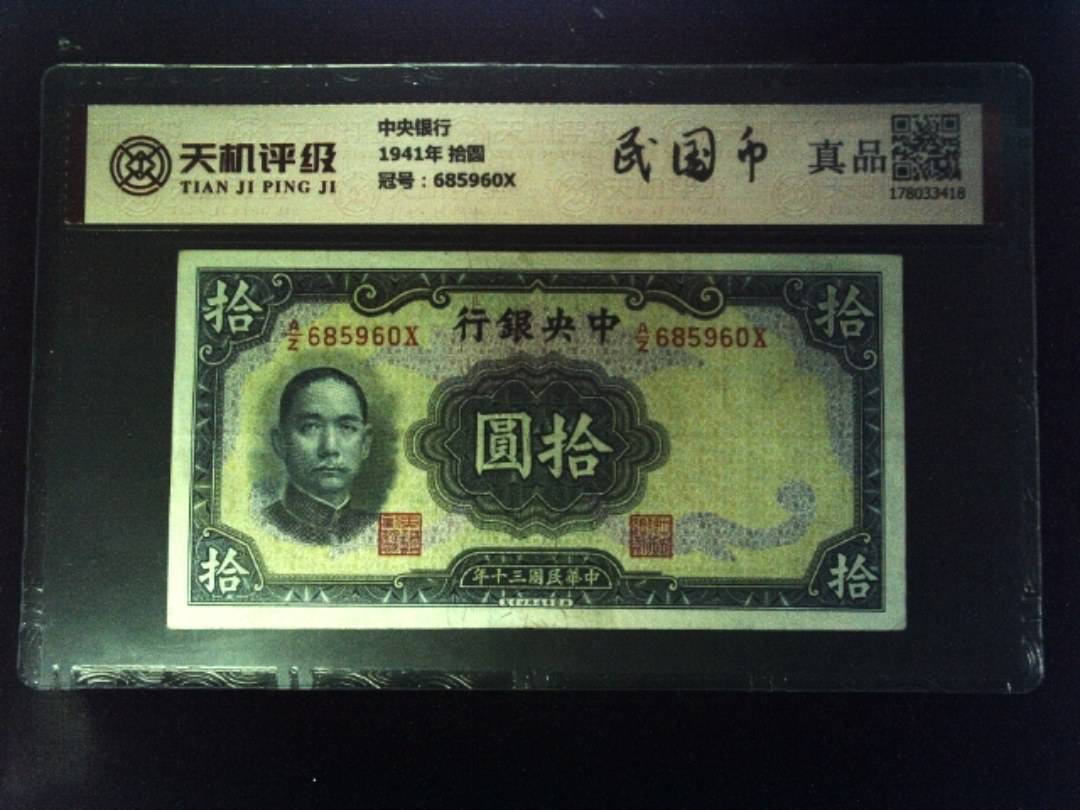 天机评级
TIAN JI PING JI
中央银行
1941年 拾圆
冠号：685960X
民国币
真品
178033418
拾
拾
行銀央中
A/Z 685960X
A/Z 685960X
圓拾
拾
拾
年十三國民華中